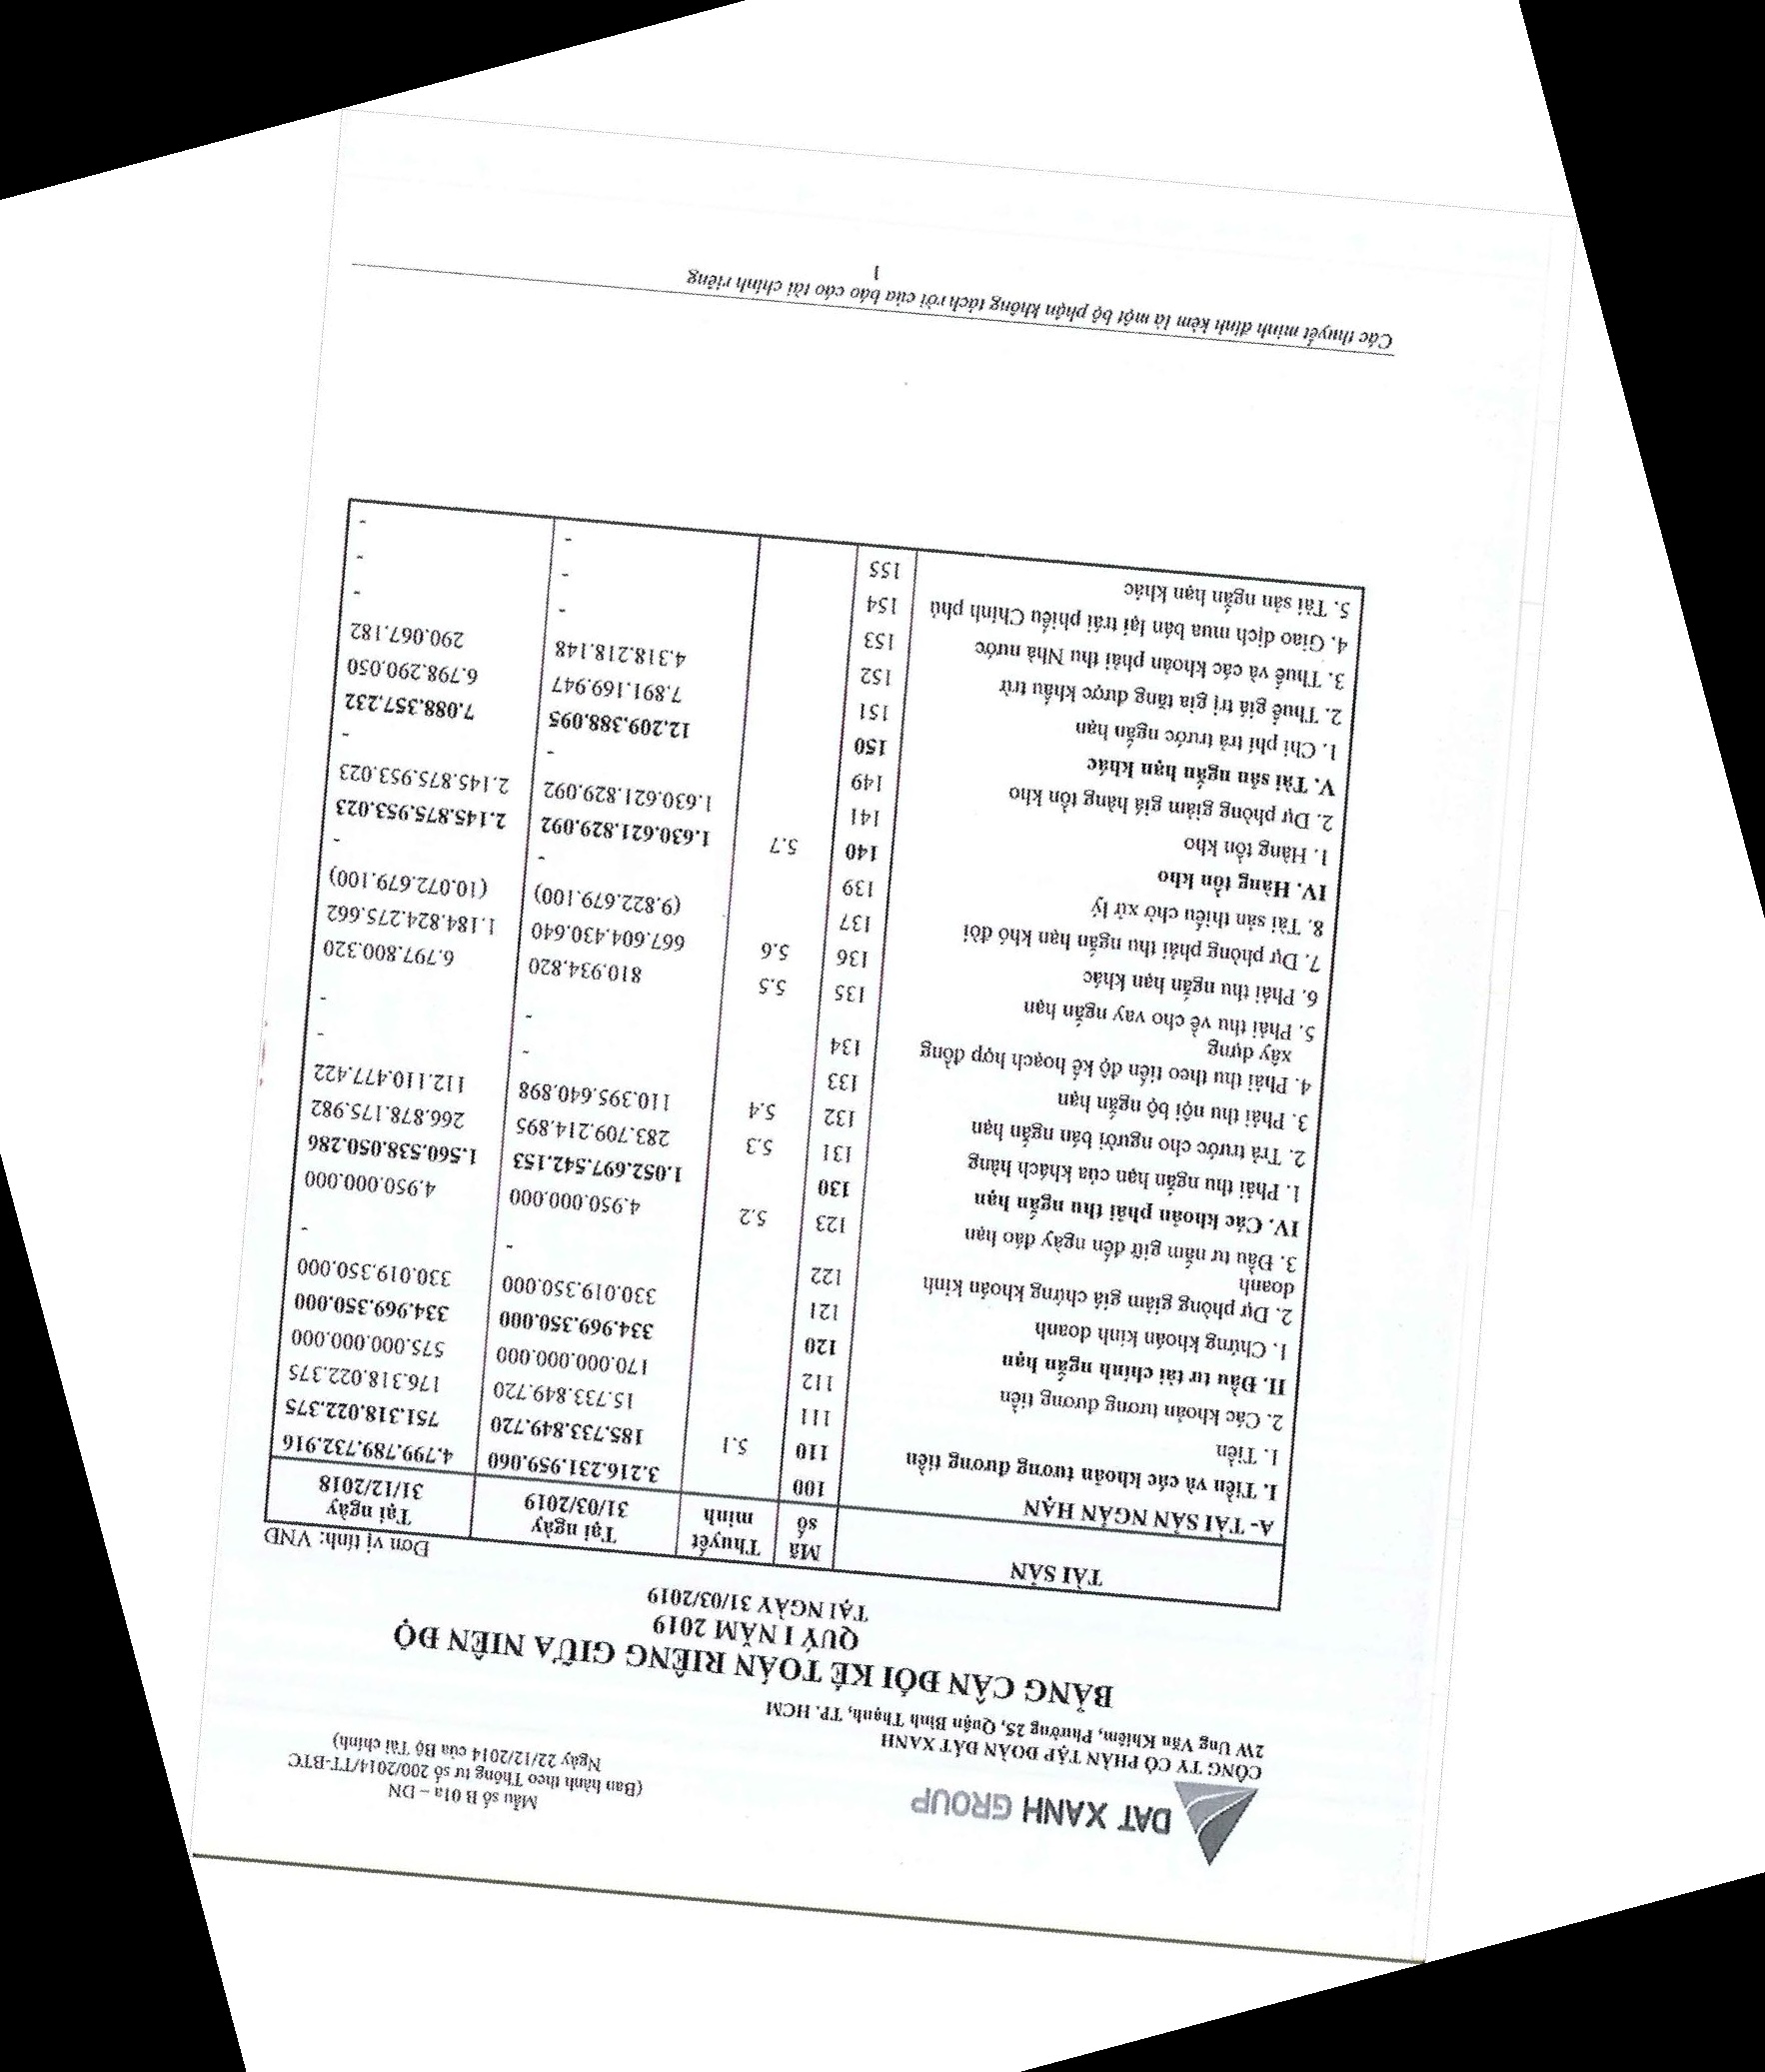 DAT XANH GROUP
CÔNG TY CỔ PHẦN TẬP ĐOÀN ĐẤT XANH
2W Ung Văn Khiêm, Phường 25, Quận Bình Thạnh, TP. HCM
Mẫu số B 01a – DN
(Ban hành theo Thông tư số 200/2014/TT-BTC
Ngày 22/12/2014 của Bộ Tài chính)
BẢNG CÂN ĐỐI KẾ TOÁN RIÊNG GIỮA NIÊN ĐỘ
QUÝ I NĂM 2019
TẠI NGÀY 31/03/2019
Đơn vị tính: VND
TÀI SẢN Mã số Thuyết minh Tại ngày 31/03/2019 Tại ngày 31/12/2018
A- TÀI SẢN NGẮN HẠN 100 3.216.231.959.060 4.799.789.732.916
I. Tiền và các khoản tương đương tiền 110 5.1 185.733.849.720 751.318.022.375
1. Tiền 111 15.733.849.720 176.318.022.375
2. Các khoản tương đương tiền 112 170.000.000.000 575.000.000.000
II. Đầu tư tài chính ngắn hạn 120 334.969.350.000 334.969.350.000
1. Chứng khoán kinh doanh 121 330.019.350.000 330.019.350.000
2. Dự phòng giảm giá chứng khoán kinh
doanh 122 - -
3. Đầu tư nắm giữ đến ngày đáo hạn 123 5.2 4.950.000.000 4.950.000.000
IV. Các khoản phải thu ngắn hạn 130 1.052.697.542.153 1.560.538.050.286
1. Phải thu ngắn hạn của khách hàng 131 5.3 283.709.214.895 266.878.175.982
2. Trả trước cho người bán ngắn hạn 132 5.4 110.395.640.898 112.110.477.422
3. Phải thu nội bộ ngắn hạn 133 - -
4. Phải thu theo tiến độ kế hoạch hợp đồng
xây dựng 134 - -
5. Phải thu về cho vay ngắn hạn 135 5.5 810.934.820 6.797.800.320
6. Phải thu ngắn hạn khác 136 5.6 667.604.430.640 1.184.824.275.662
7. Dự phòng phải thu ngắn hạn khó đòi 137 (9.822.679.100) (10.072.679.100)
8. Tài sản thiếu chờ xử lý 139 - -
IV. Hàng tồn kho 140 5.7 1.630.621.829.092 2.145.875.953.023
1. Hàng tồn kho 141 1.630.621.829.092 2.145.875.953.023
2. Dự phòng giảm giá hàng tồn kho 149 - -
V. Tài sản ngắn hạn khác 150 12.209.388.095 7.088.357.232
1. Chi phí trả trước ngắn hạn 151 7.891.169.947 6.798.290.050
2. Thuế giá trị gia tăng được khấu trừ 152 4.318.218.148 290.067.182
3. Thuế và các khoản phải thu Nhà nước 153 - -
4. Giao dịch mua bán lại trái phiếu Chính phủ 154 - -
5. Tài sản ngắn hạn khác 155 - -
Các thuyết minh đính kèm là một bộ phận không tách rời của báo cáo tài chính riêng
1